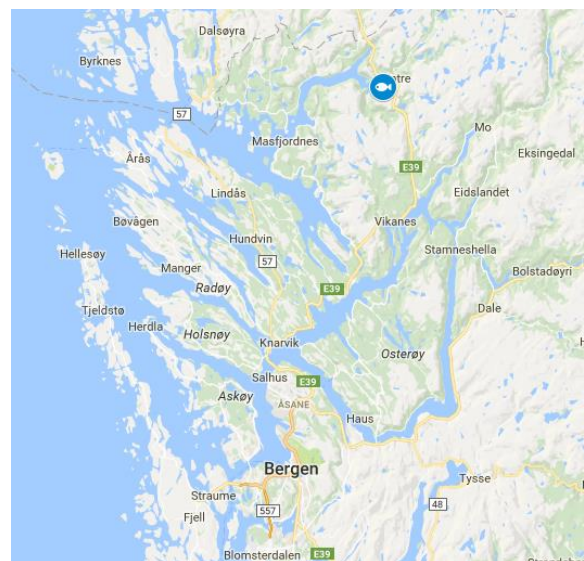 Dalsøyra
Byrknes
tre
57
Mo
Masfjordnes
Eksingedal
Årås
E39
Lindås
Eidslandet
Bøvågen
Vikanes
Hundvin
Stamneshella
Hellesøy
57
Manger
Bolstadøyri
Radøy
E39
Tjeldstø
Dale
Herdla
Holsnøy
Knarvik
Osterøy
Salhus
E39
Askøy
ÅSANE
Haus
Bergen
Tysse
Straume
48
Fjell
557
Blomsterdalen
E39